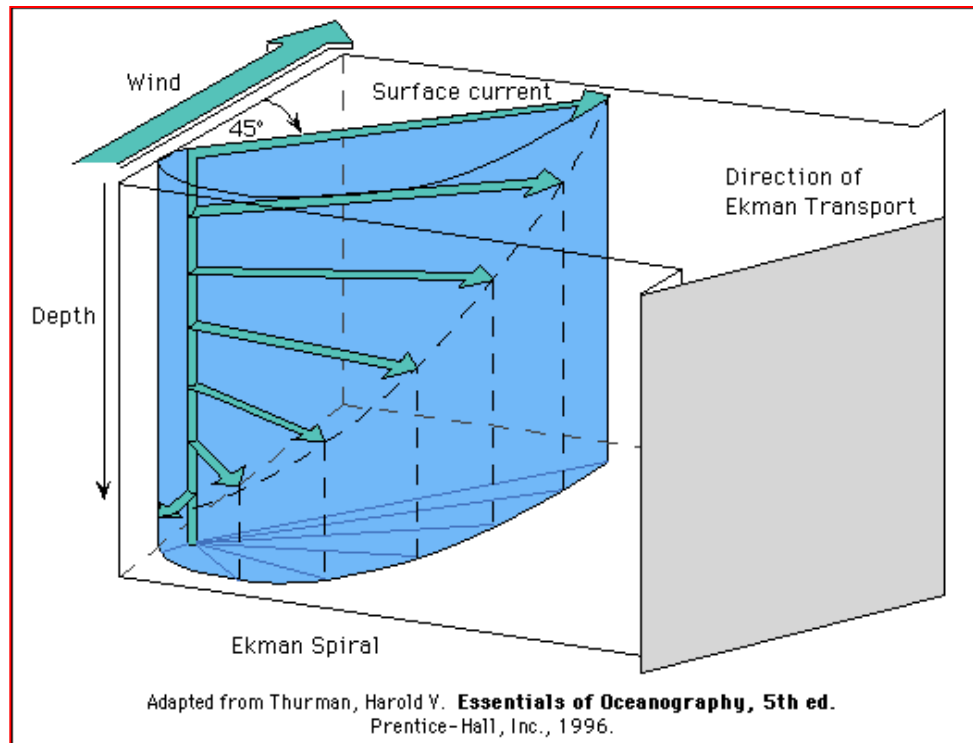 Wind
Surface current
45°
Direction of
Ekman Transport
Depth
Ekman Spiral
Adapted from Thurman, Harold V. Essentials of Oceanography, 5th ed.
Prentice-Hall, Inc., 1996.